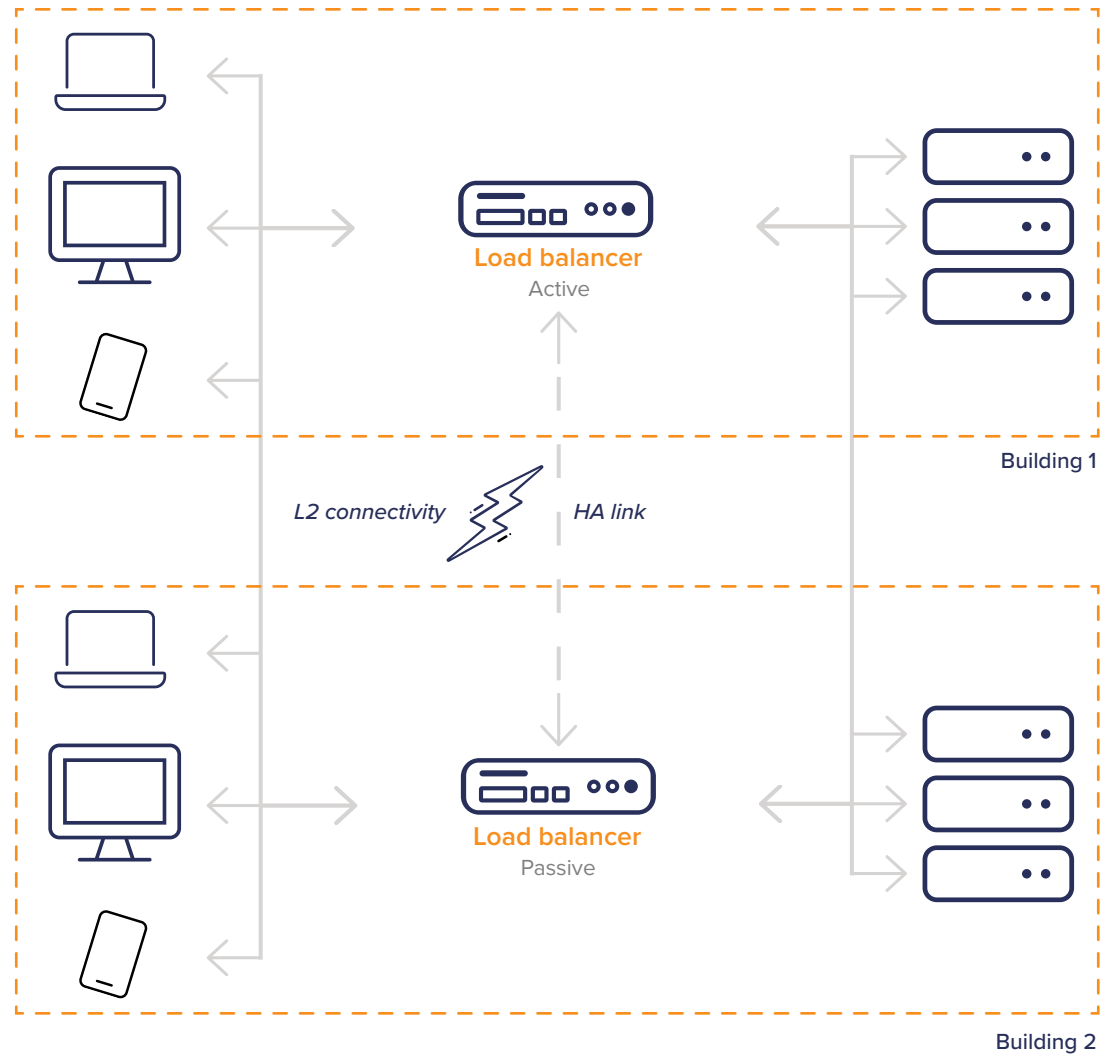 Load balancer
Active
Building 1
L2 connectivity
HA link
Load balancer
Passive
Building 2